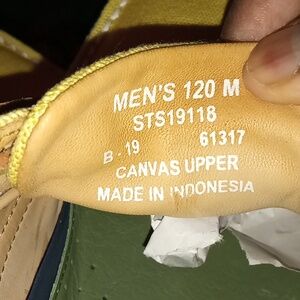 MEN'S 120 M
STS19118
B - 19 61317
CANVAS UPPER
MADE IN INDONESIA